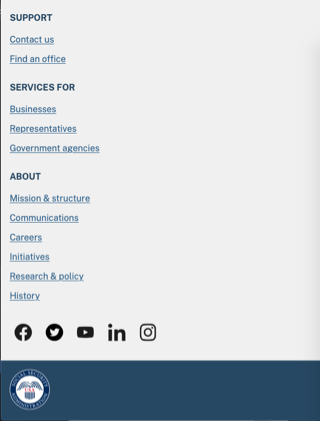 SUPPORT
Contact us
Find an office
SERVICES FOR
Businesses
Representatives
Government agencies
ABOUT
Mission & structure
Communications
Careers
Initiatives
Research & policy
History
SOCIAL SECURITY
ADMINISTRATION
USA